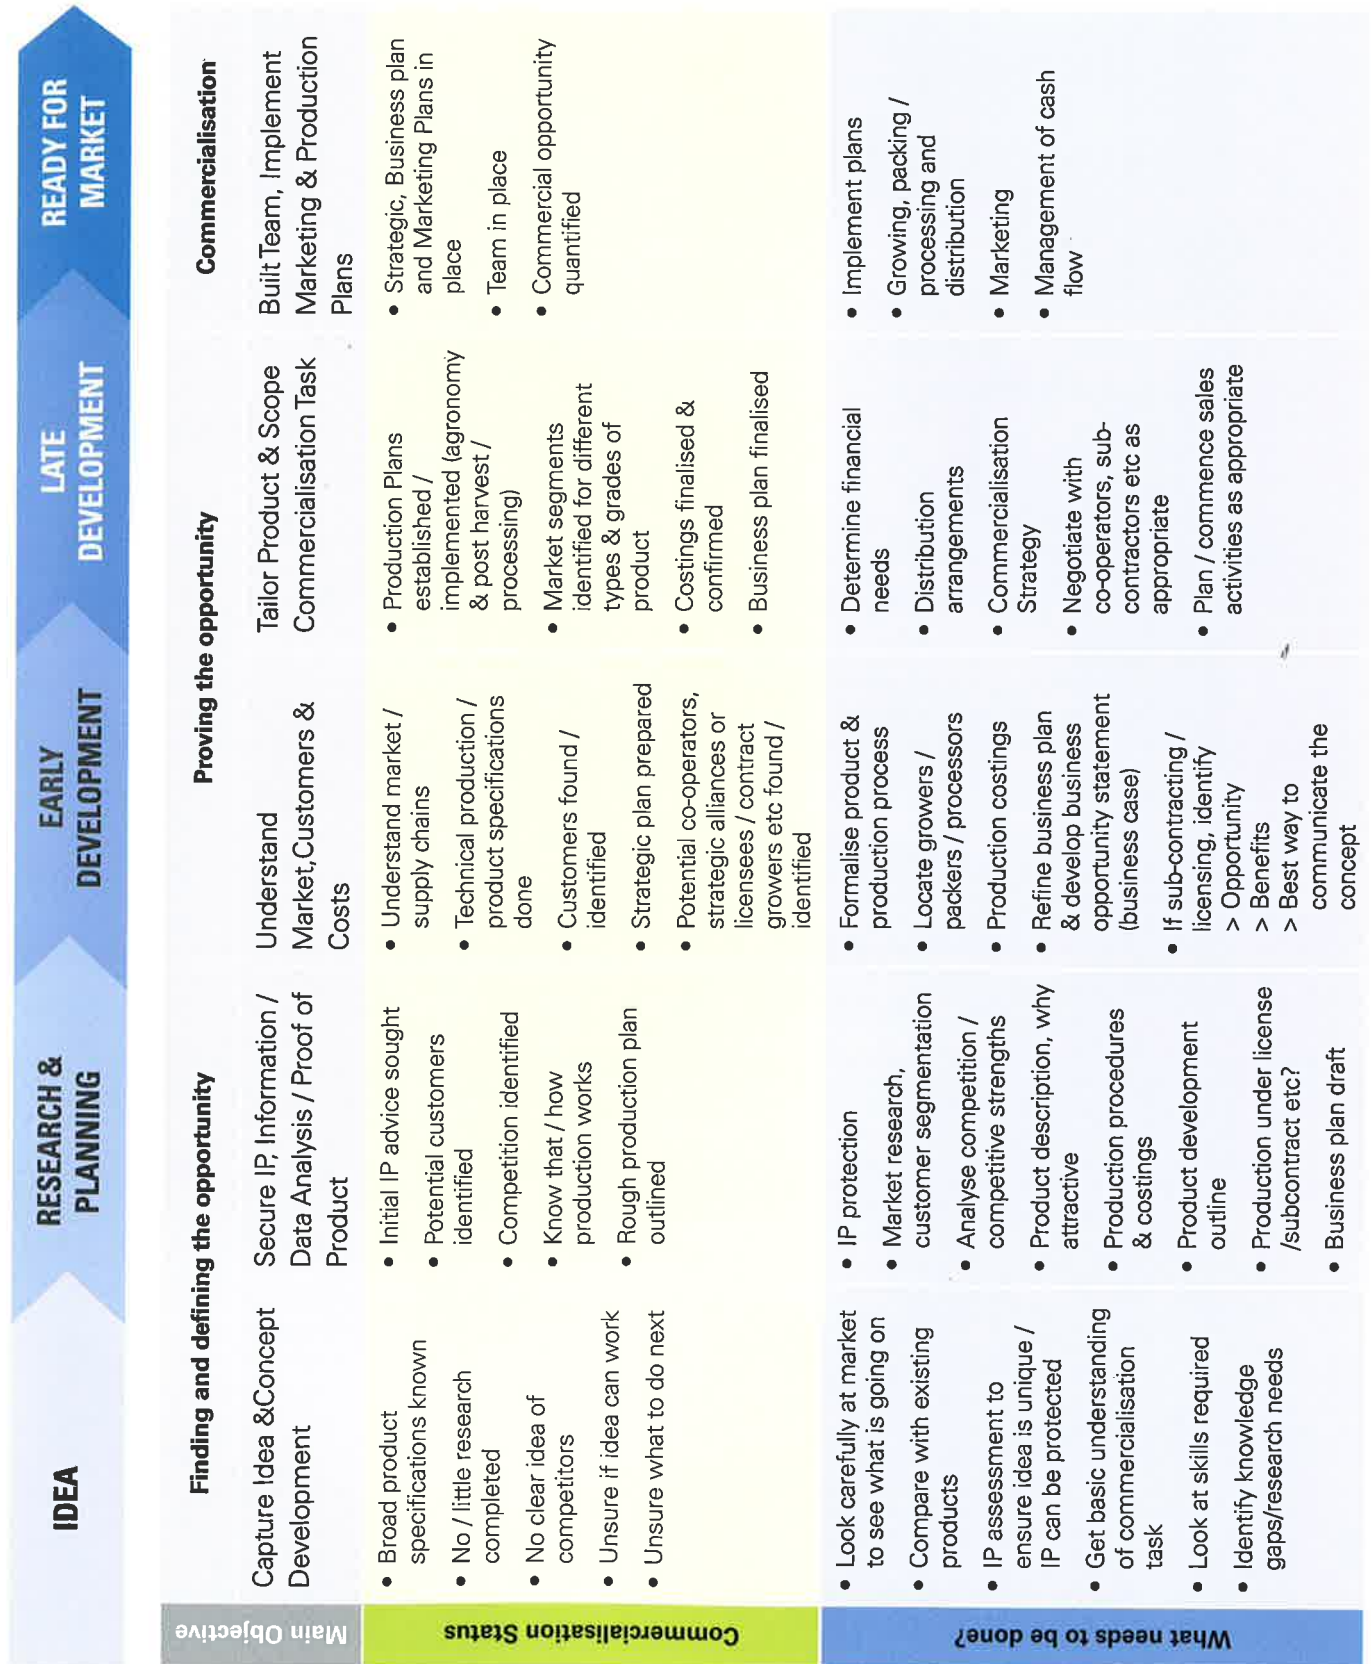 IDEA
RESEARCH &
PLANNING
EARLY
DEVELOPMENT
LATE
DEVELOPMENT
READY FOR
MARKET
Finding and defining the opportunity
Proving the opportunity
Commercialisation
Main Objective
Capture Idea &Concept
Development
Secure IP, Information /
Data Analysis / Proof of
Product
Understand
Market,Customers &
Costs
Tailor Product & Scope
Commercialisation Task
Built Team, Implement
Marketing & Production
Plans
Commercialisation Status
• Broad product
specifications known
• No / little research
completed
• No clear idea of
competitors
• Unsure if idea can work
• Unsure what to do next
• Initial IP advice sought
• Potential customers
identified
• Competition identified
• Know that / how
production works
• Rough production plan
outlined
• Understand market /
supply chains
• Technical production /
product specifications
done
• Customers found /
identified
• Strategic plan prepared
• Potential co-operators,
strategic alliances or
licensees / contract
growers etc found /
identified
• Production Plans
established /
implemented (agronomy
& post harvest /
processing)
• Market segments
identified for different
types & grades of
product
• Costings finalised &
confirmed
• Business plan finalised
• Strategic, Business plan
and Marketing Plans in
place
• Team in place
• Commercial opportunity
quantified
What needs to be done?
• Look carefully at market
to see what is going on
• Compare with existing
products
• IP assessment to
ensure idea is unique /
IP can be protected
• Get basic understanding
of commercialisation
task
• Look at skills required
• Identify knowledge
gaps/research needs
• IP protection
• Market research,
customer segmentation
• Analyse competition /
competitive strengths
• Product description, why
attractive
• Production procedures
& costings
• Product development
outline
• Production under license
/subcontract etc?
• Business plan draft
• Formalise product &
production process
• Locate growers /
packers / processors
• Production costings
• Refine business plan
& develop business
opportunity statement
(business case)
• If sub-contracting /
licensing, identify
> Opportunity
> Benefits
> Best way to
communicate the
concept
• Determine financial
needs
• Distribution
arrangements
• Commercialisation
Strategy
• Negotiate with
co-operators, sub-
contractors etc as
appropriate
• Plan / commence sales
activities as appropriate
• Implement plans
• Growing, packing /
processing and
distribution
• Marketing
• Management of cash
flow